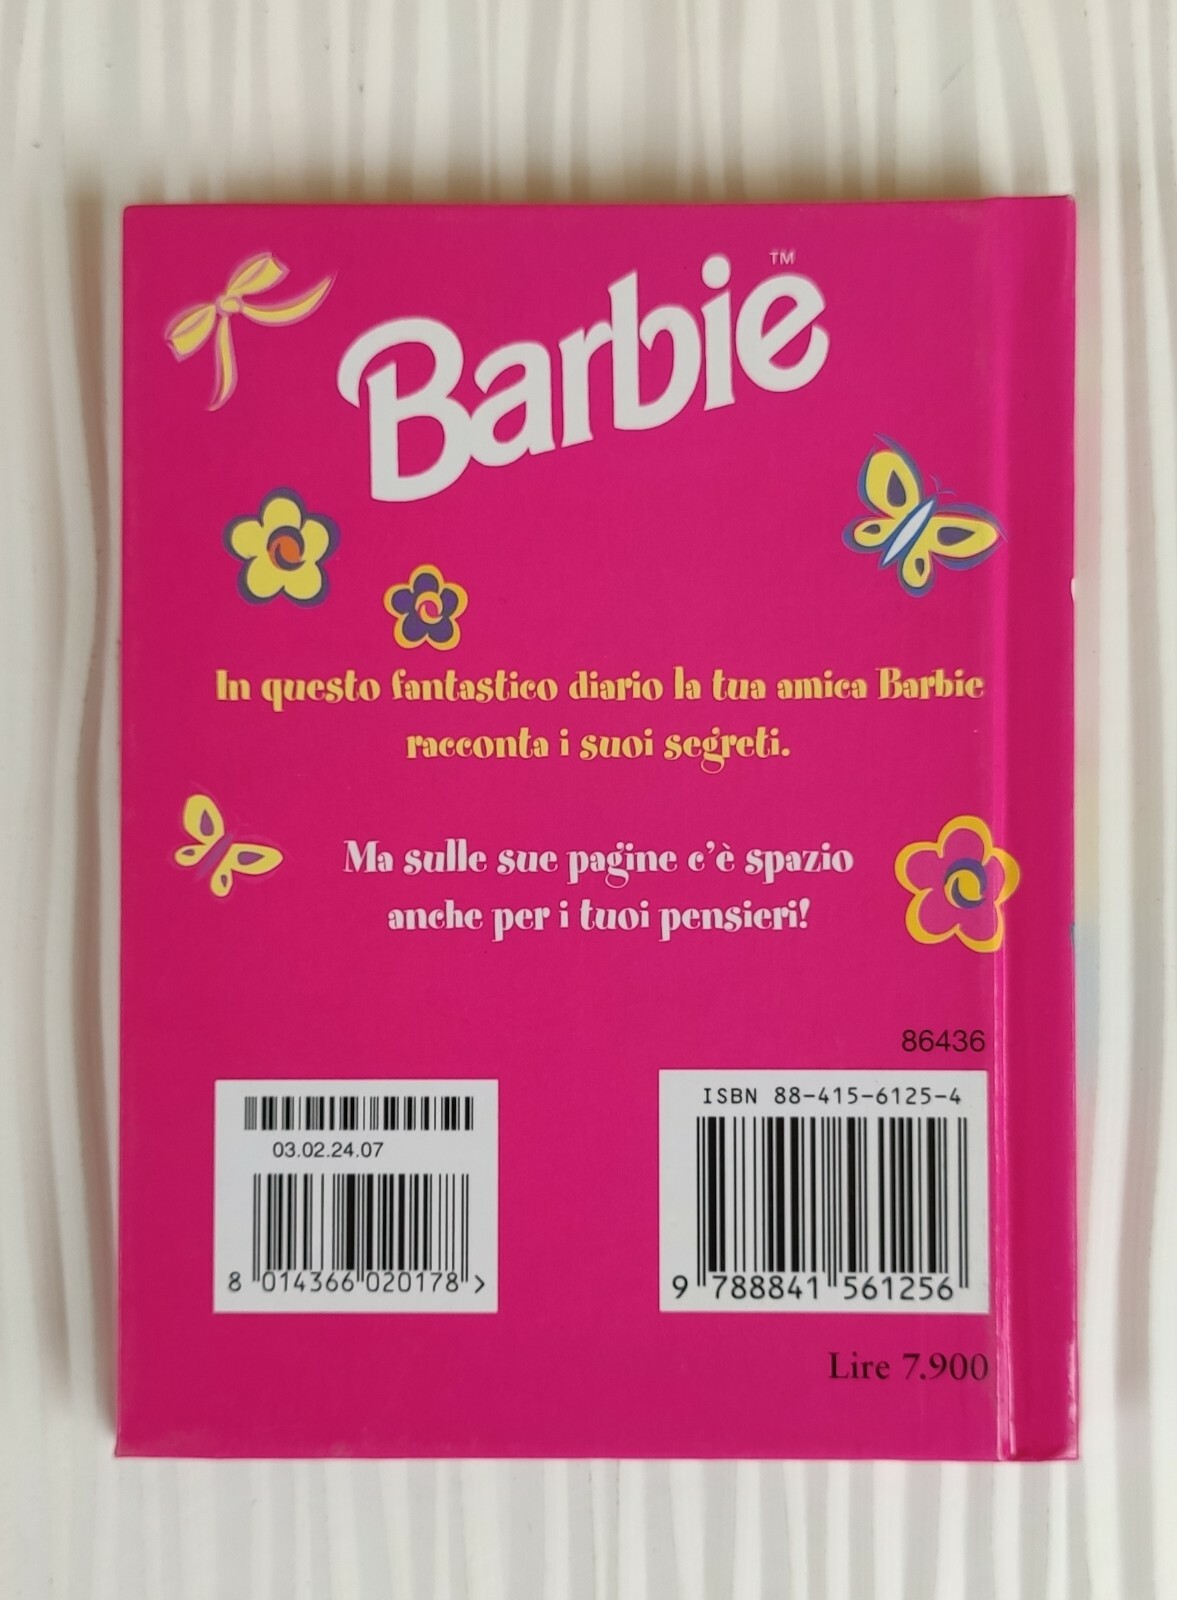 Barbie™
In questo fantastico diario la tua amica Barbie
racconta i suoi segreti.
Ma sulle sue pagine c'è spazio
anche per i tuoi pensieri!
86436
03.02.24.07
8 014366 020178 >
ISBN 88-415-6125-4
9 788841 561256
Lire 7.900